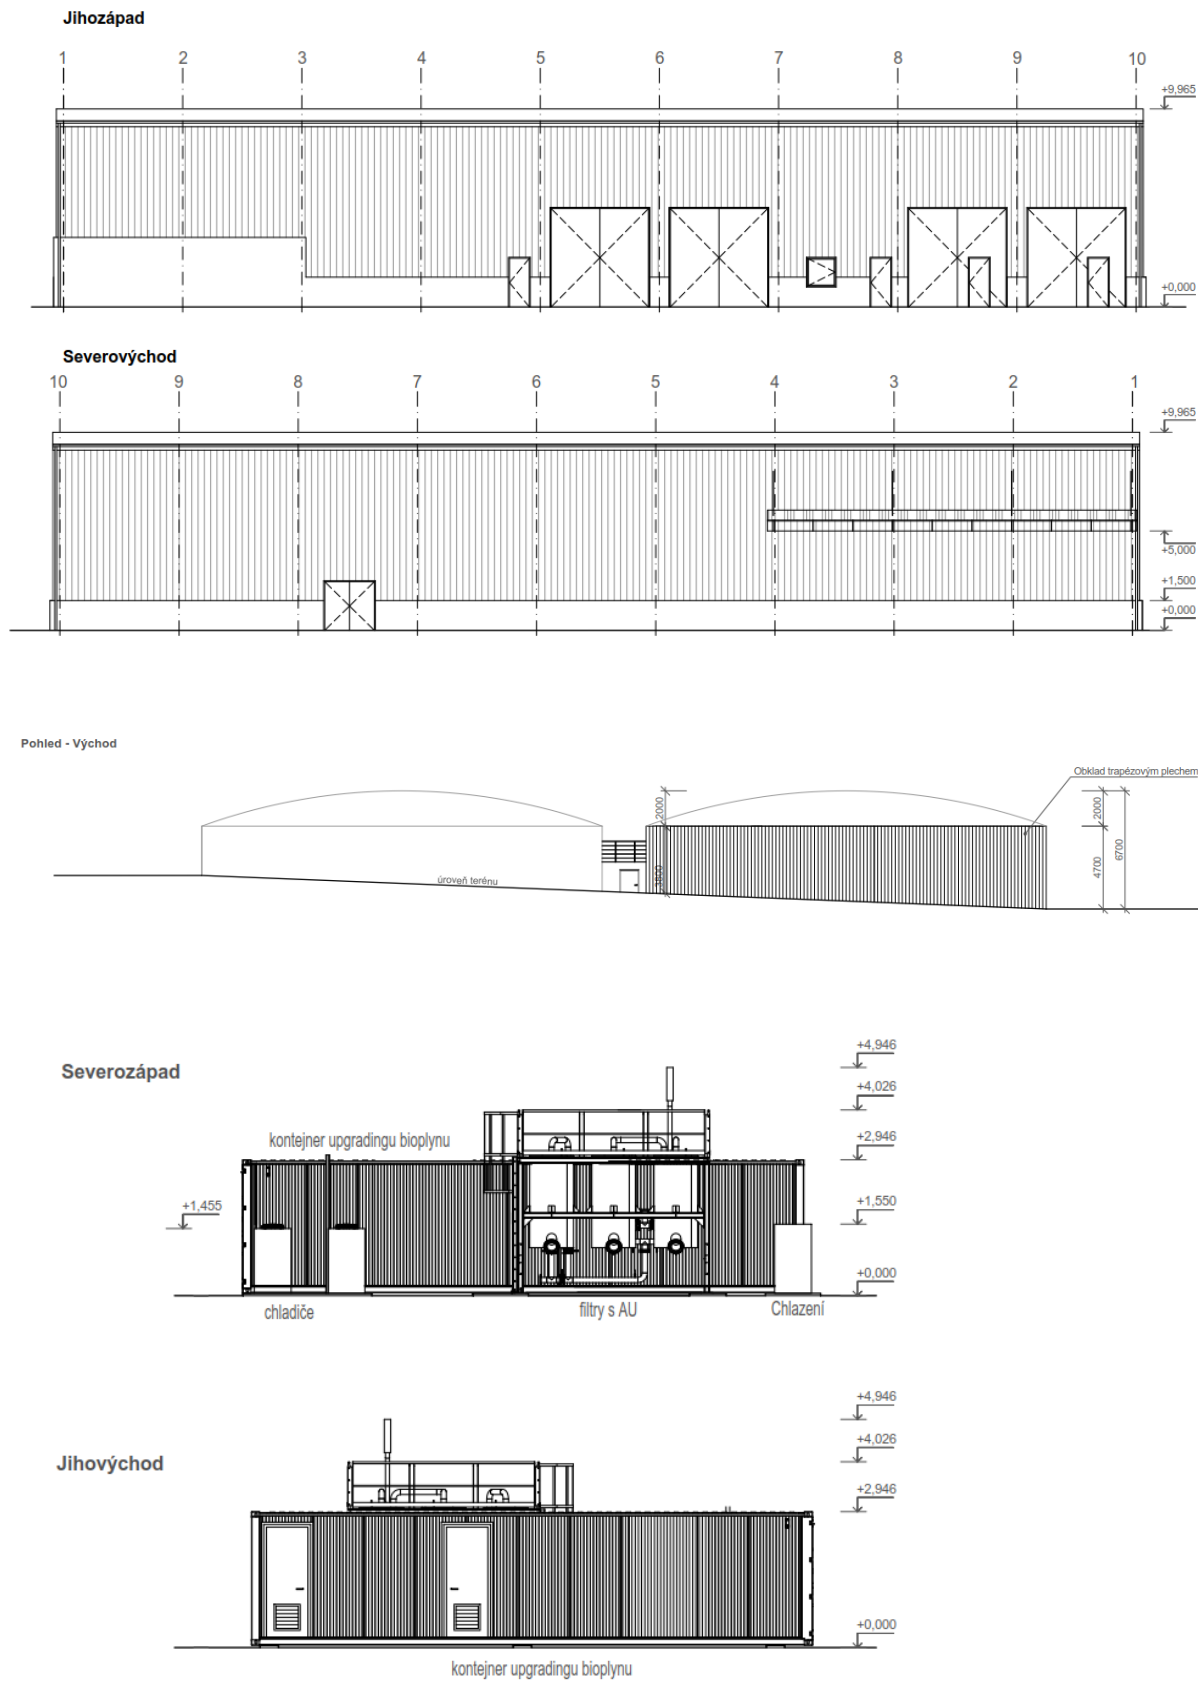 Jihozápad
1 2 3 4 5 6 7 8 9 10
+9,965
+0,000
Severovýchod
10 9 8 7 6 5 4 3 2 1
+9,965
+5,000
+1,500
+0,000
Pohled - Východ
Obklad trapézovým plechem
2000
2000
6700
4700
3800
úroveň terénu
+4,946
Severozápad
+4,026
kontejner upgradingu bioplynu
+2,946
+1,455
+1,550
+0,000
chladiče
filtry s AU
Chlazení
+4,946
+4,026
Jihovýchod
+2,946
+0,000
kontejner upgradingu bioplynu